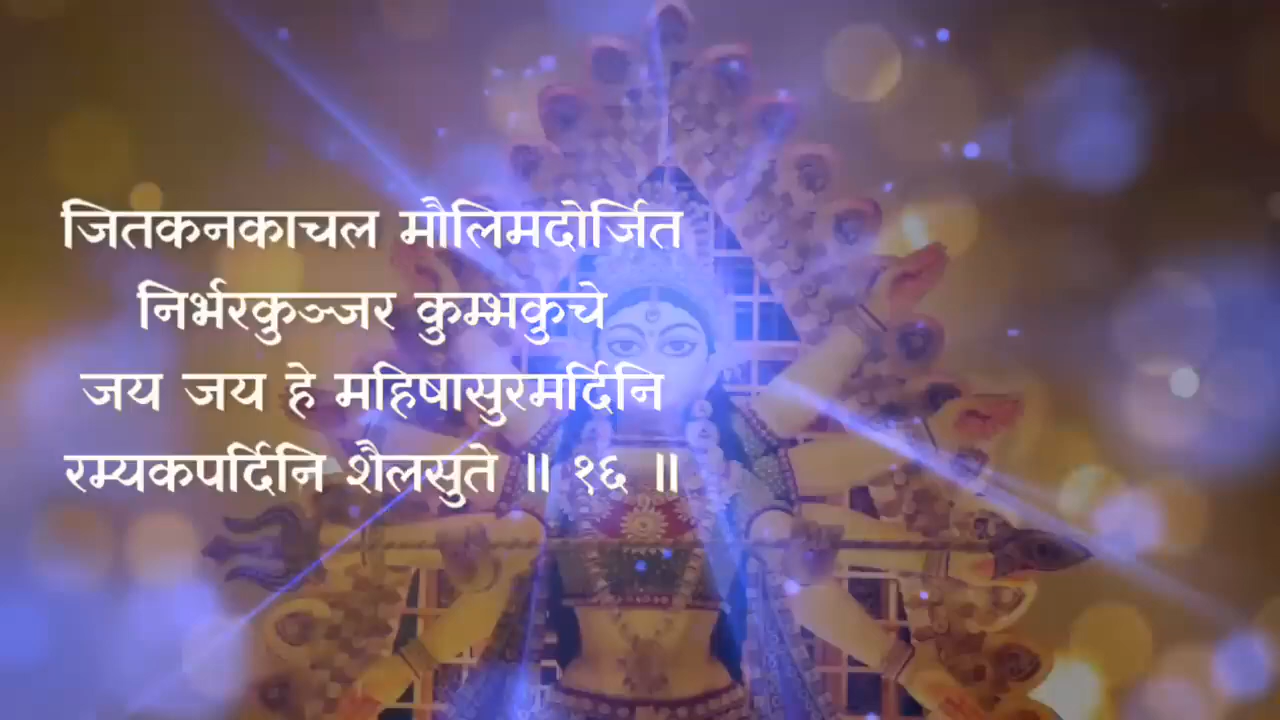 जितकनकाचल मौलिमदोर्जित
निर्भरकुञ्जर कुम्भकुचे
जय जय हे महिषासुरमर्दिनि
रम्यकपर्दिनि शैलसुते ॥ १६ ॥